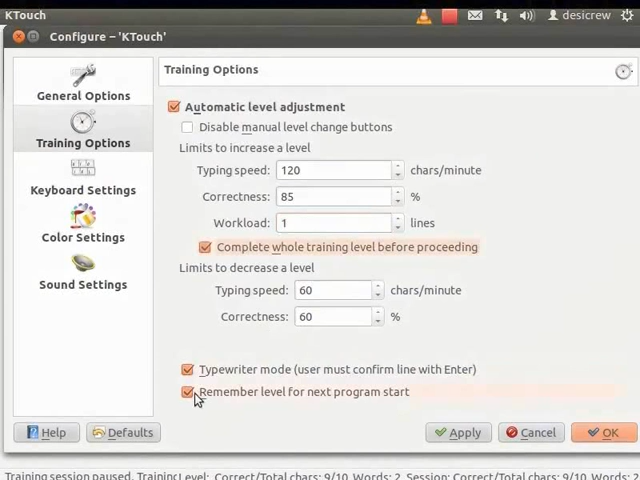 KTouch
desicrew
Configure – 'KTouch'
General Options
Training Options
Keyboard Settings
Color Settings
Sound Settings
Training Options
Automatic level adjustment
Disable manual level change buttons
Limits to increase a level
Typing speed: 120 chars/minute
Correctness: 85 %
Workload: 1 lines
Complete whole training level before proceeding
Limits to decrease a level
Typing speed: 60 chars/minute
Correctness: 60 %
Typewriter mode (user must confirm line with Enter)
Remember level for next program start
Help Defaults Apply Cancel OK
Training session paused. Training Level: Correct/Total chars: 9/10, Words: 2, Session: Correct/Total chars: 9/10, Words: 2